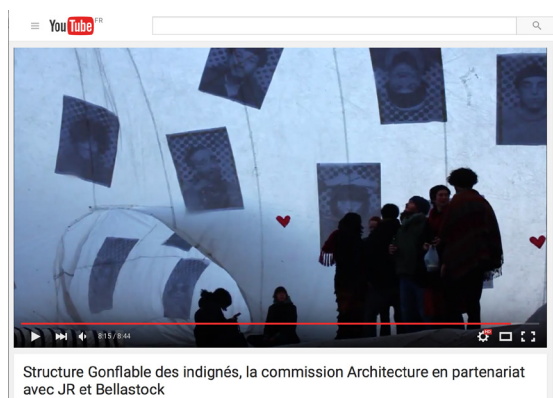 YouTube FR
8:15 / 8:44
HD
Structure Gonflable des indignés, la commission Architecture en partenariat
avec JR et Bellastock